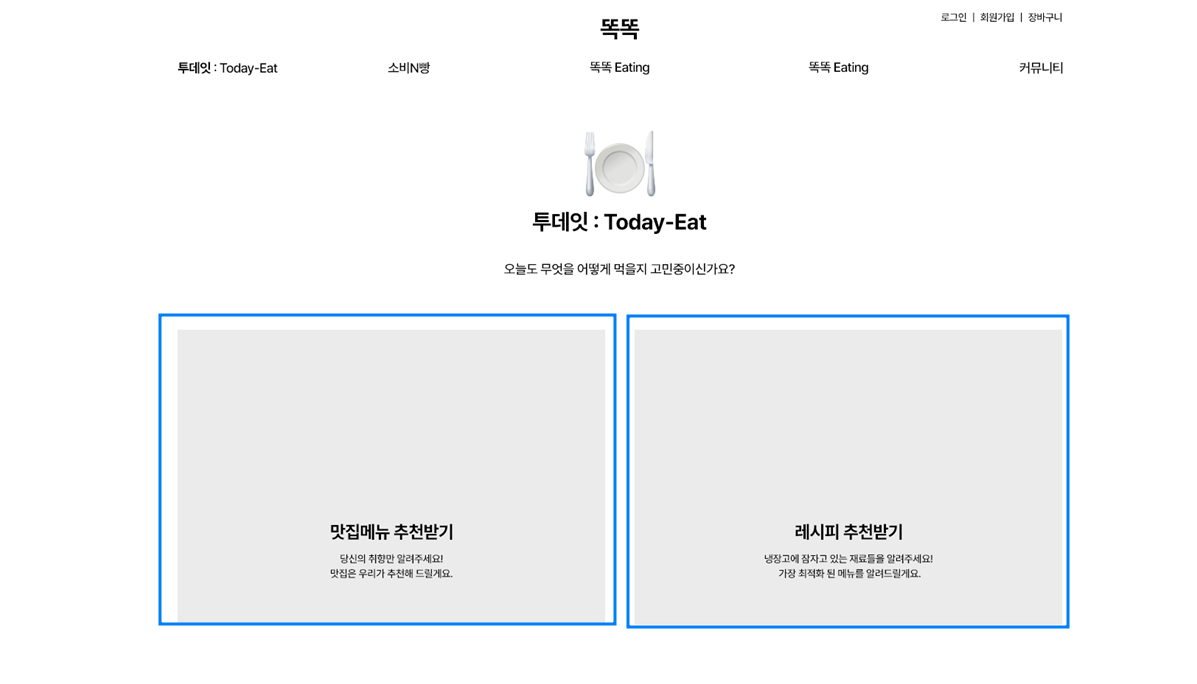 로그인 | 회원가입 | 장바구니
똑똑
투데잇 : Today-Eat
소비N빵
똑똑 Eating
똑똑 Eating
커뮤니티
투데잇 : Today-Eat
오늘도 무엇을 어떻게 먹을지 고민중이신가요?
맛집메뉴 추천받기
당신의 취향만 알려주세요!
맛집은 우리가 추천해 드릴게요.
레시피 추천받기
냉장고에 잠자고 있는 재료들을 알려주세요!
가장 최적화 된 메뉴를 알려드릴게요.